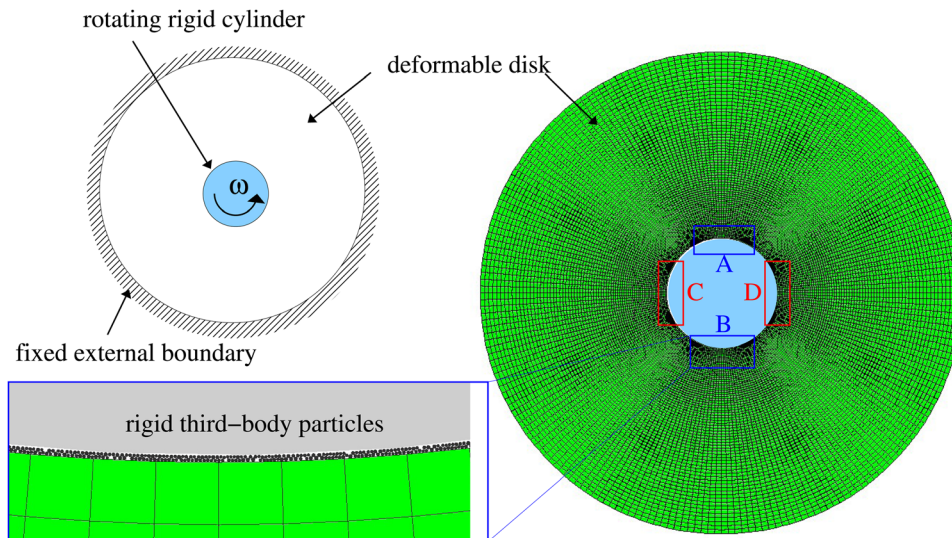 rotating rigid cylinder
deformable disk
ω
fixed external boundary
A
C
D
B
rigid third−body particles